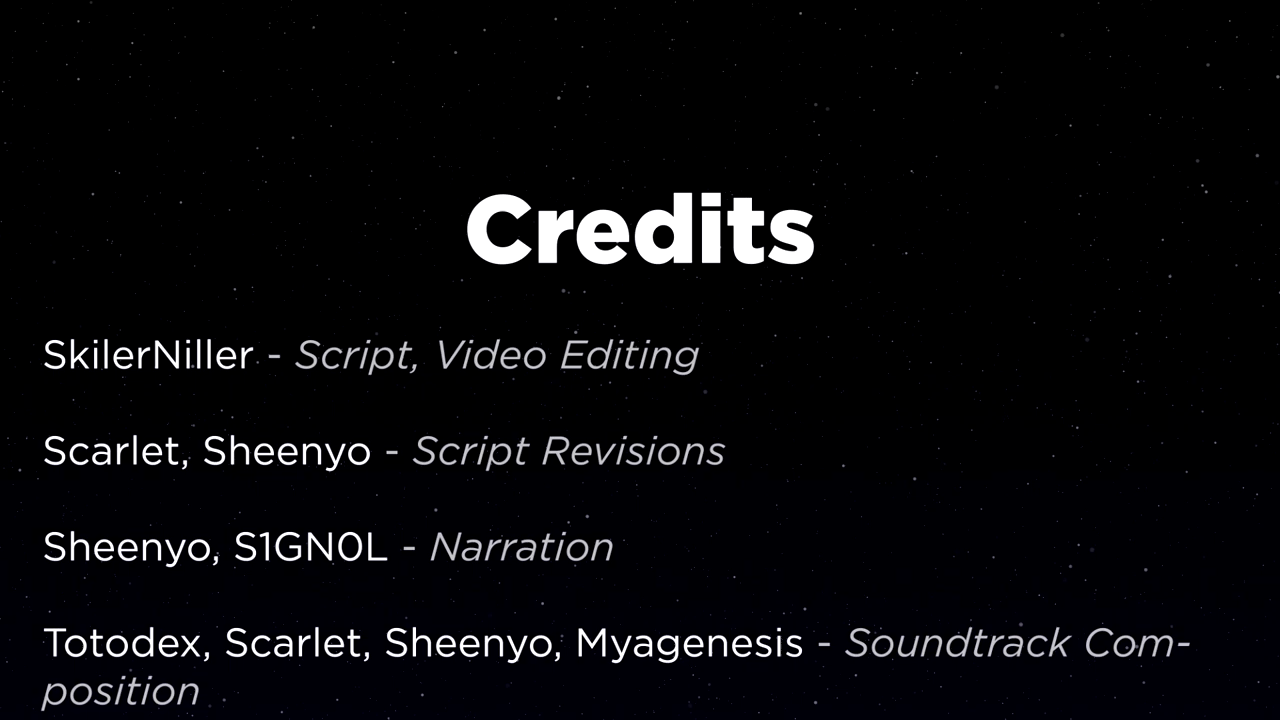 Credits
SkilerNiller - Script, Video Editing
Scarlet, Sheenyo - Script Revisions
Sheenyo, S1GN0L - Narration
Totodex, Scarlet, Sheenyo, Myagenesis - Soundtrack Com-
position